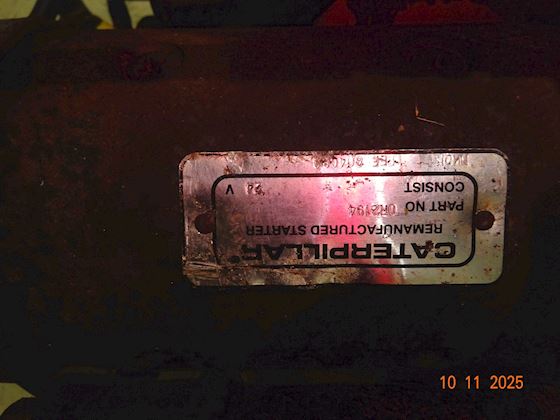 CATERPILLAR®
REMANUFACTURED STARTER
PART NO 0R2194
CONSIST 24 V
10 11 2025